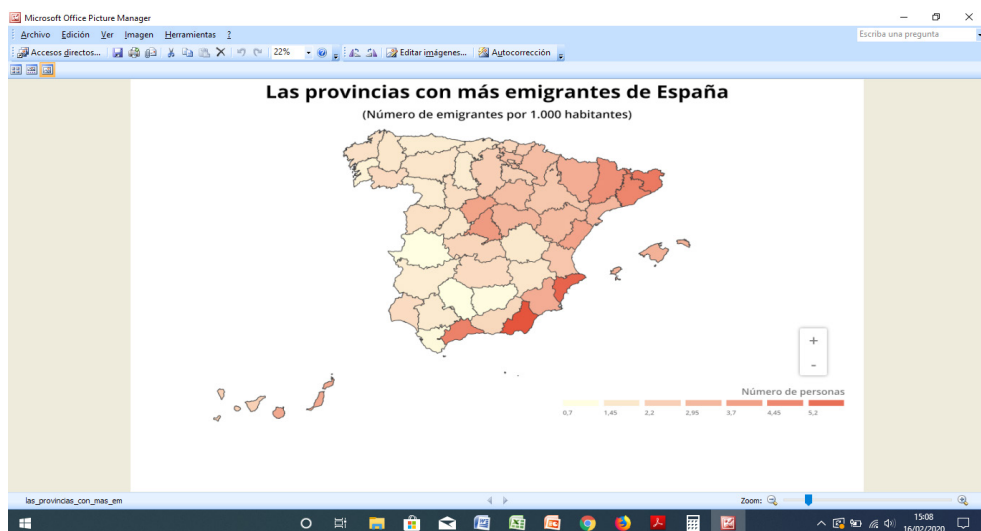 Microsoft Office Picture Manager
Archivo Edición Ver Imagen Herramientas ?
Escriba una pregunta
Accesos directos... 22% Editar imágenes... Autocorrección
Las provincias con más emigrantes de España
(Número de emigrantes por 1.000 habitantes)
+
-
Número de personas
0,7 1,45 2,2 2,95 3,7 4,45 5,2
las_provincias_con_mas_em
Zoom:
15:08
16/02/2020